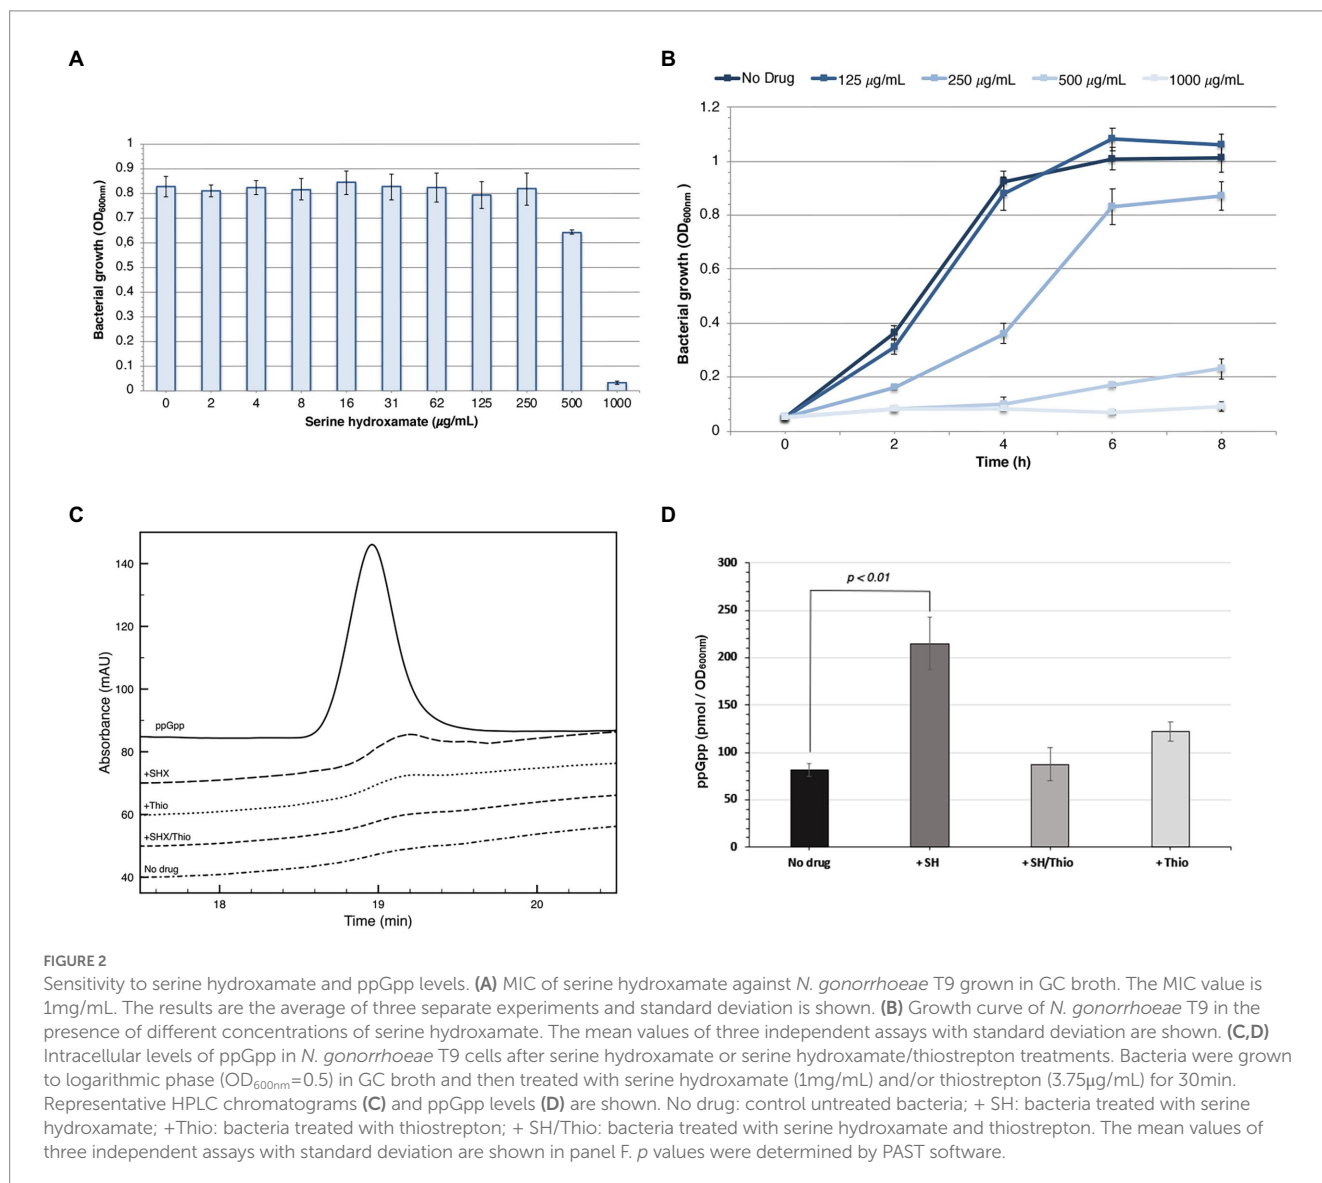 A
1
0.9
0.8
0.7
0.6
0.5
0.4
0.3
0.2
0.1
0
Bacterial growth (OD600nm)
0 2 4 8 16 31 62 125 250 500 1000
Serine hydroxamate (µg/mL)
B
No Drug 125 µg/mL 250 µg/mL 500 µg/mL 1000 µg/mL
1.2
1
0.8
0.6
0.4
0.2
0
Bacterial growth (OD600nm)
0 2 4 6 8
Time (h)
C
140
120
100
80
60
40
Absorbance (mAU)
ppGpp
+SHX
+Thio
+SHX/Thio
No drug
18 19 20
Time (min)
D
300
250
200
150
100
50
0
ppGpp (pmol / OD600nm)
p < 0.01
No drug + SH + SH/Thio + Thio
FIGURE 2
Sensitivity to serine hydroxamate and ppGpp levels. (A) MIC of serine hydroxamate against N. gonorrhoeae T9 grown in GC broth. The MIC value is
1mg/mL. The results are the average of three separate experiments and standard deviation is shown. (B) Growth curve of N. gonorrhoeae T9 in the
presence of different concentrations of serine hydroxamate. The mean values of three independent assays with standard deviation are shown. (C,D)
Intracellular levels of ppGpp in N. gonorrhoeae T9 cells after serine hydroxamate or serine hydroxamate/thiostrepton treatments. Bacteria were grown
to logarithmic phase (OD600nm=0.5) in GC broth and then treated with serine hydroxamate (1mg/mL) and/or thiostrepton (3.75µg/mL) for 30min.
Representative HPLC chromatograms (C) and ppGpp levels (D) are shown. No drug: control untreated bacteria; + SH: bacteria treated with serine
hydroxamate; +Thio: bacteria treated with thiostrepton; + SH/Thio: bacteria treated with serine hydroxamate and thiostrepton. The mean values of
three independent assays with standard deviation are shown in panel F. p values were determined by PAST software.